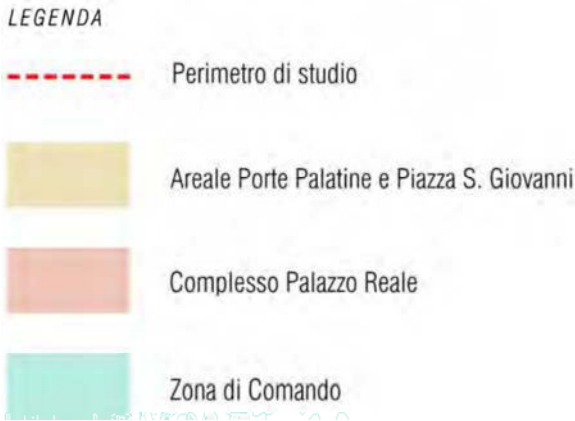 LEGENDA
Perimetro di studio
Areale Porte Palatine e Piazza S. Giovanni
Complesso Palazzo Reale
Zona di Comando